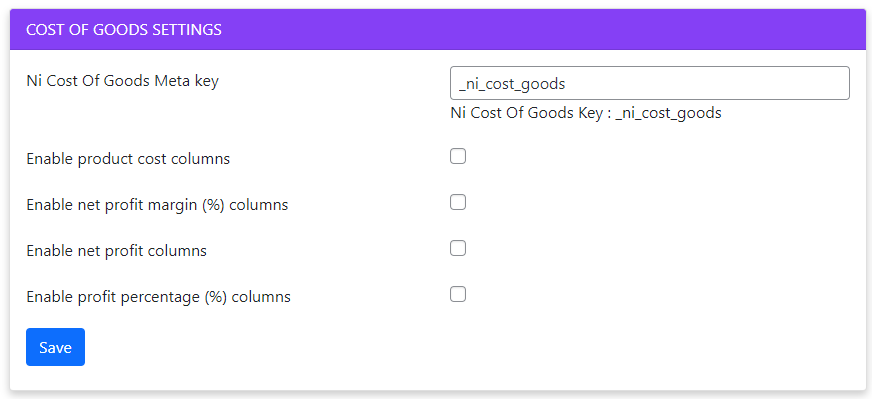 COST OF GOODS SETTINGS
Ni Cost Of Goods Meta key
_ni_cost_goods
Ni Cost Of Goods Key : _ni_cost_goods
Enable product cost columns
Enable net profit margin (%) columns
Enable net profit columns
Enable profit percentage (%) columns
Save